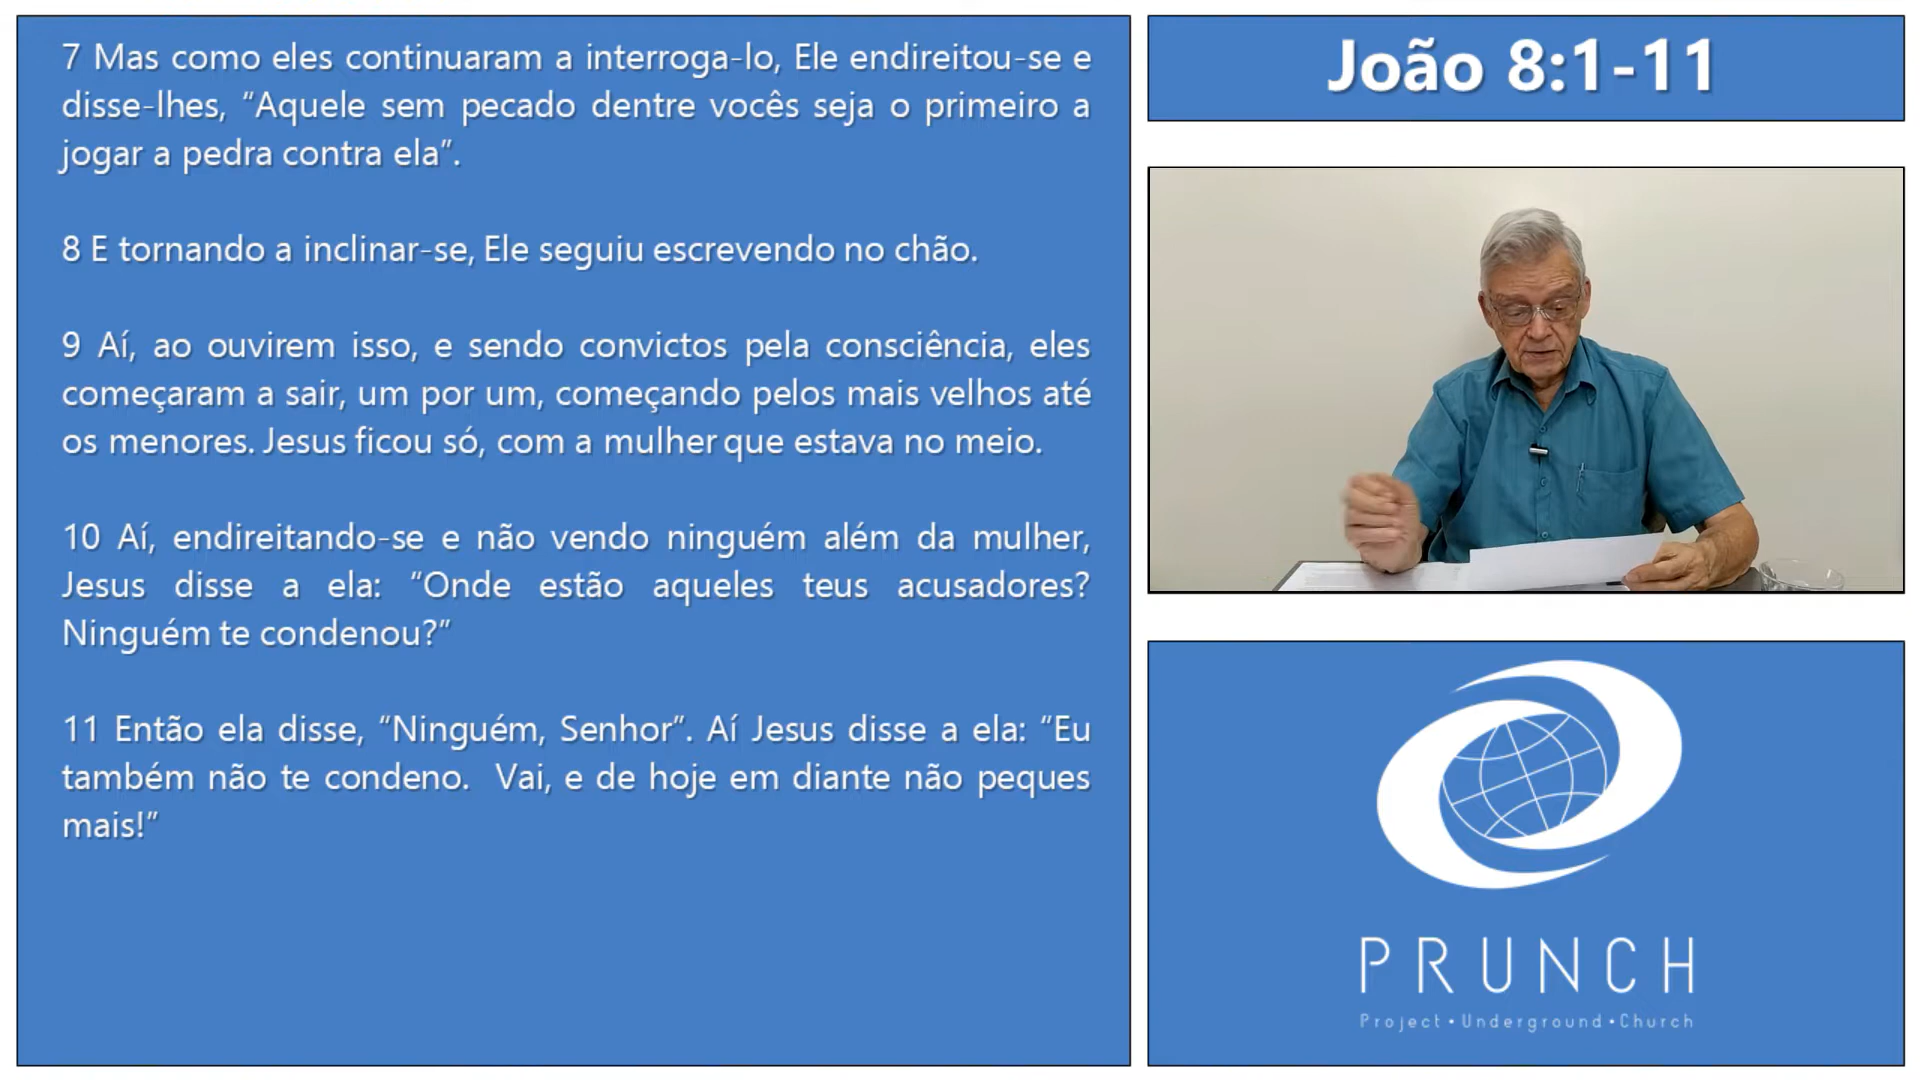 7 Mas como eles continuaram a interroga-lo, Ele endireitou-se e
disse-lhes, “Aquele sem pecado dentre vocês seja o primeiro a
jogar a pedra contra ela”.
8 E tornando a inclinar-se, Ele seguiu escrevendo no chão.
9 Aí, ao ouvirem isso, e sendo convictos pela consciência, eles
começaram a sair, um por um, começando pelos mais velhos até
os menores. Jesus ficou só, com a mulher que estava no meio.
10 Aí, endireitando-se e não vendo ninguém além da mulher,
Jesus disse a ela: “Onde estão aqueles teus acusadores?
Ninguém te condenou?”
11 Então ela disse, “Ninguém, Senhor”. Aí Jesus disse a ela: “Eu
também não te condeno.  Vai, e de hoje em diante não peques
mais!”
João 8:1-11
PRUNCH
Project•Underground•Church